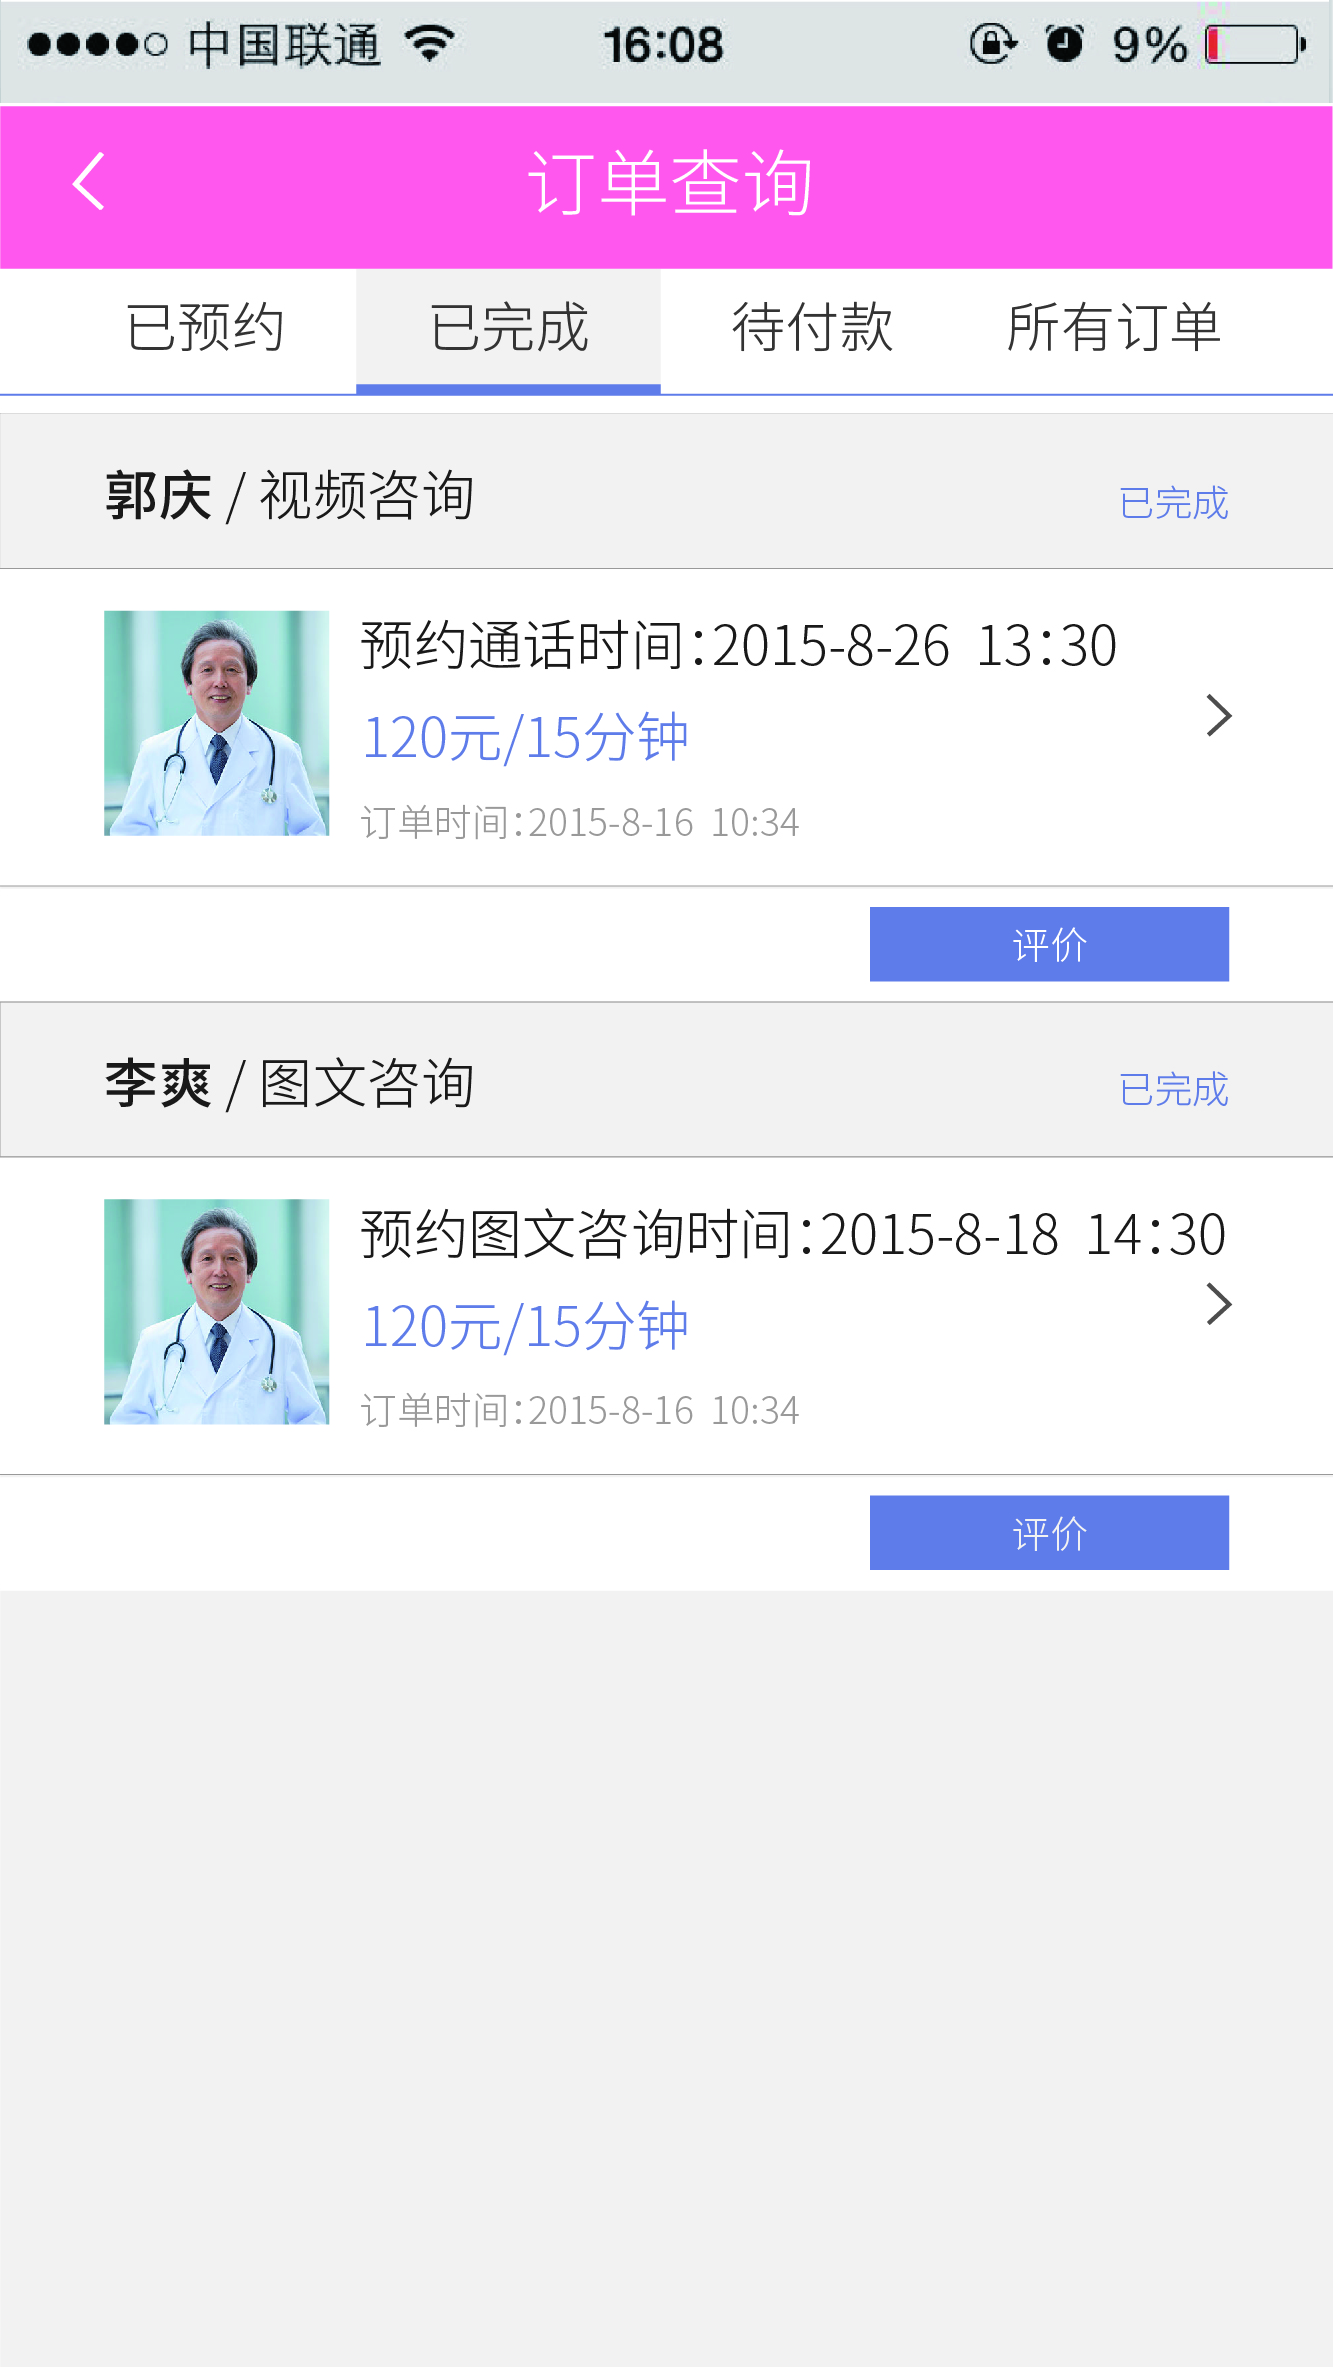 中国联通 16:08 9%
订单查询
已预约 已完成 待付款 所有订单
郭庆 / 视频咨询 已完成
预约通话时间：2015-8-26 13：30
120元/15分钟
订单时间：2015-8-16 10:34
评价
李爽 / 图文咨询 已完成
预约图文咨询时间：2015-8-18 14：30
120元/15分钟
订单时间：2015-8-16 10:34
评价